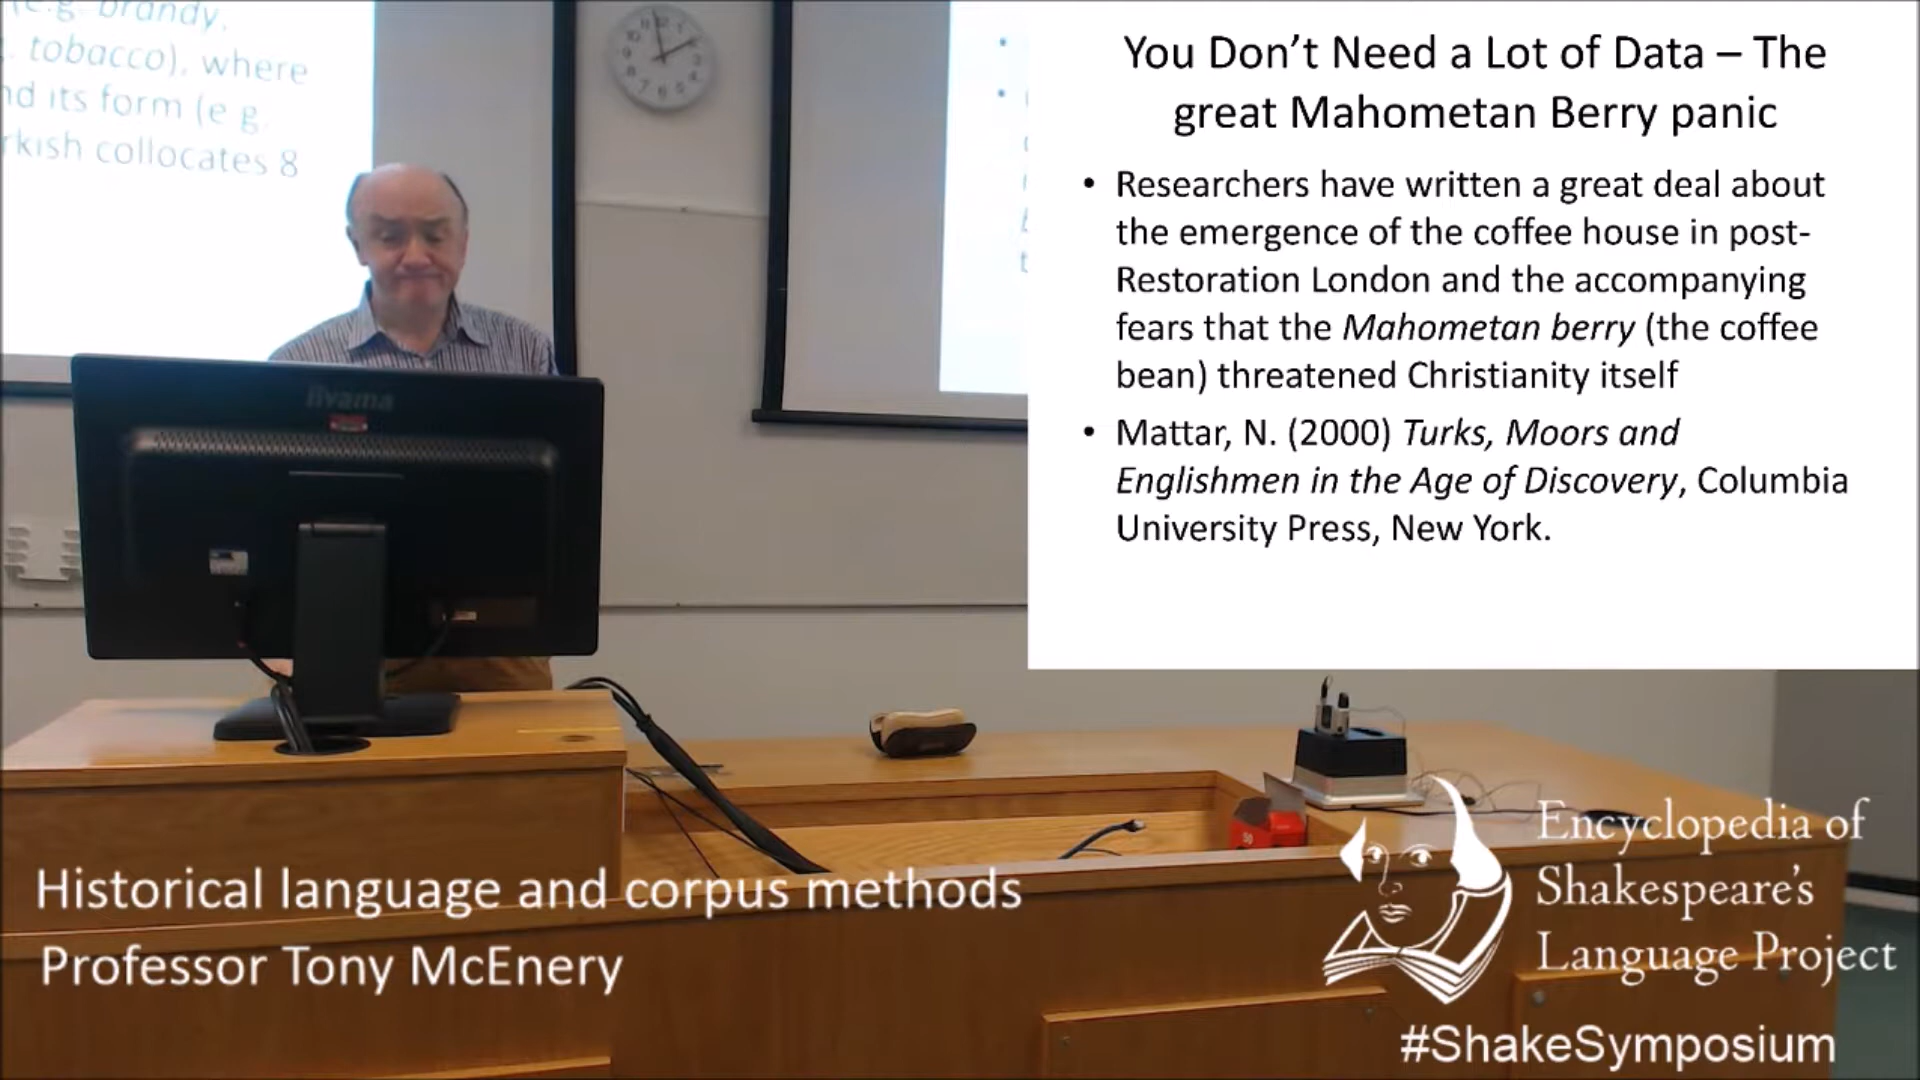 (e.g. brandy,
tobacco), where
its form (e g.
collocates 8
You Don't Need a Lot of Data – The
great Mahometan Berry panic
• Researchers have written a great deal about
the emergence of the coffee house in post-
Restoration London and the accompanying
fears that the Mahometan berry (the coffee
bean) threatened Christianity itself
• Mattar, N. (2000) Turks, Moors and
Englishmen in the Age of Discovery, Columbia
University Press, New York.
iiyama
Historical language and corpus methods
Professor Tony McEnery
Encyclopedia of
Shakespeare's
Language Project
#ShakeSymposium